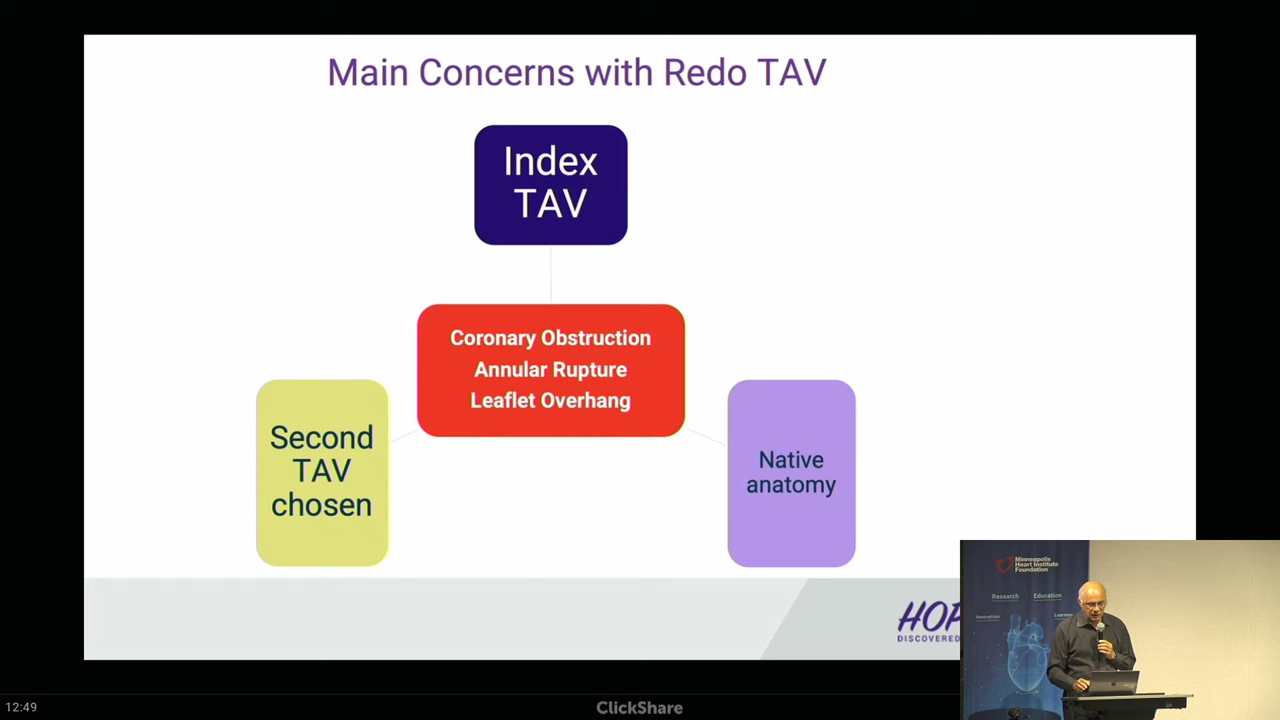 Main Concerns with Redo TAV
Index
TAV
Coronary Obstruction
Annular Rupture
Leaflet Overhang
Second
TAV
chosen
Native
anatomy
DISCOVERED
Minneapolis
Heart Institute
Foundation
Research
Education
Innovation
12:49
ClickShare